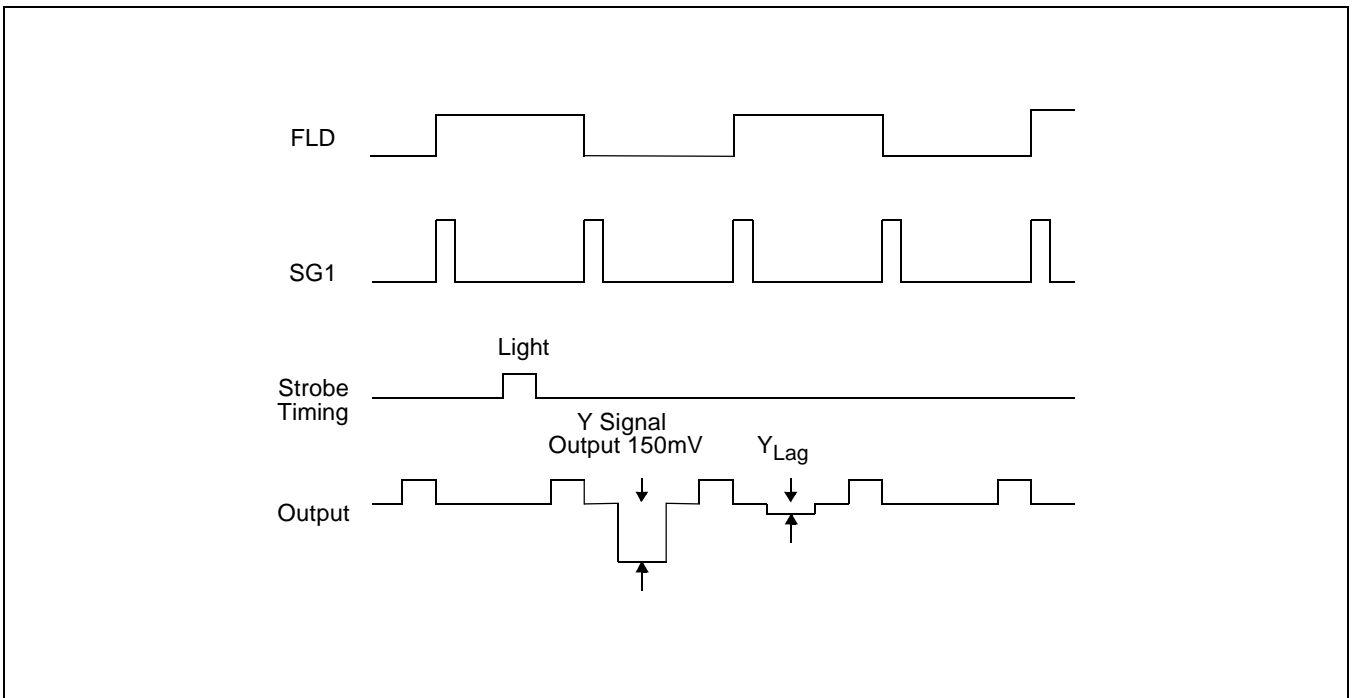 FLD
SG1
Light
Strobe
Timing
Y Signal
Output 150mV
YLag
Output